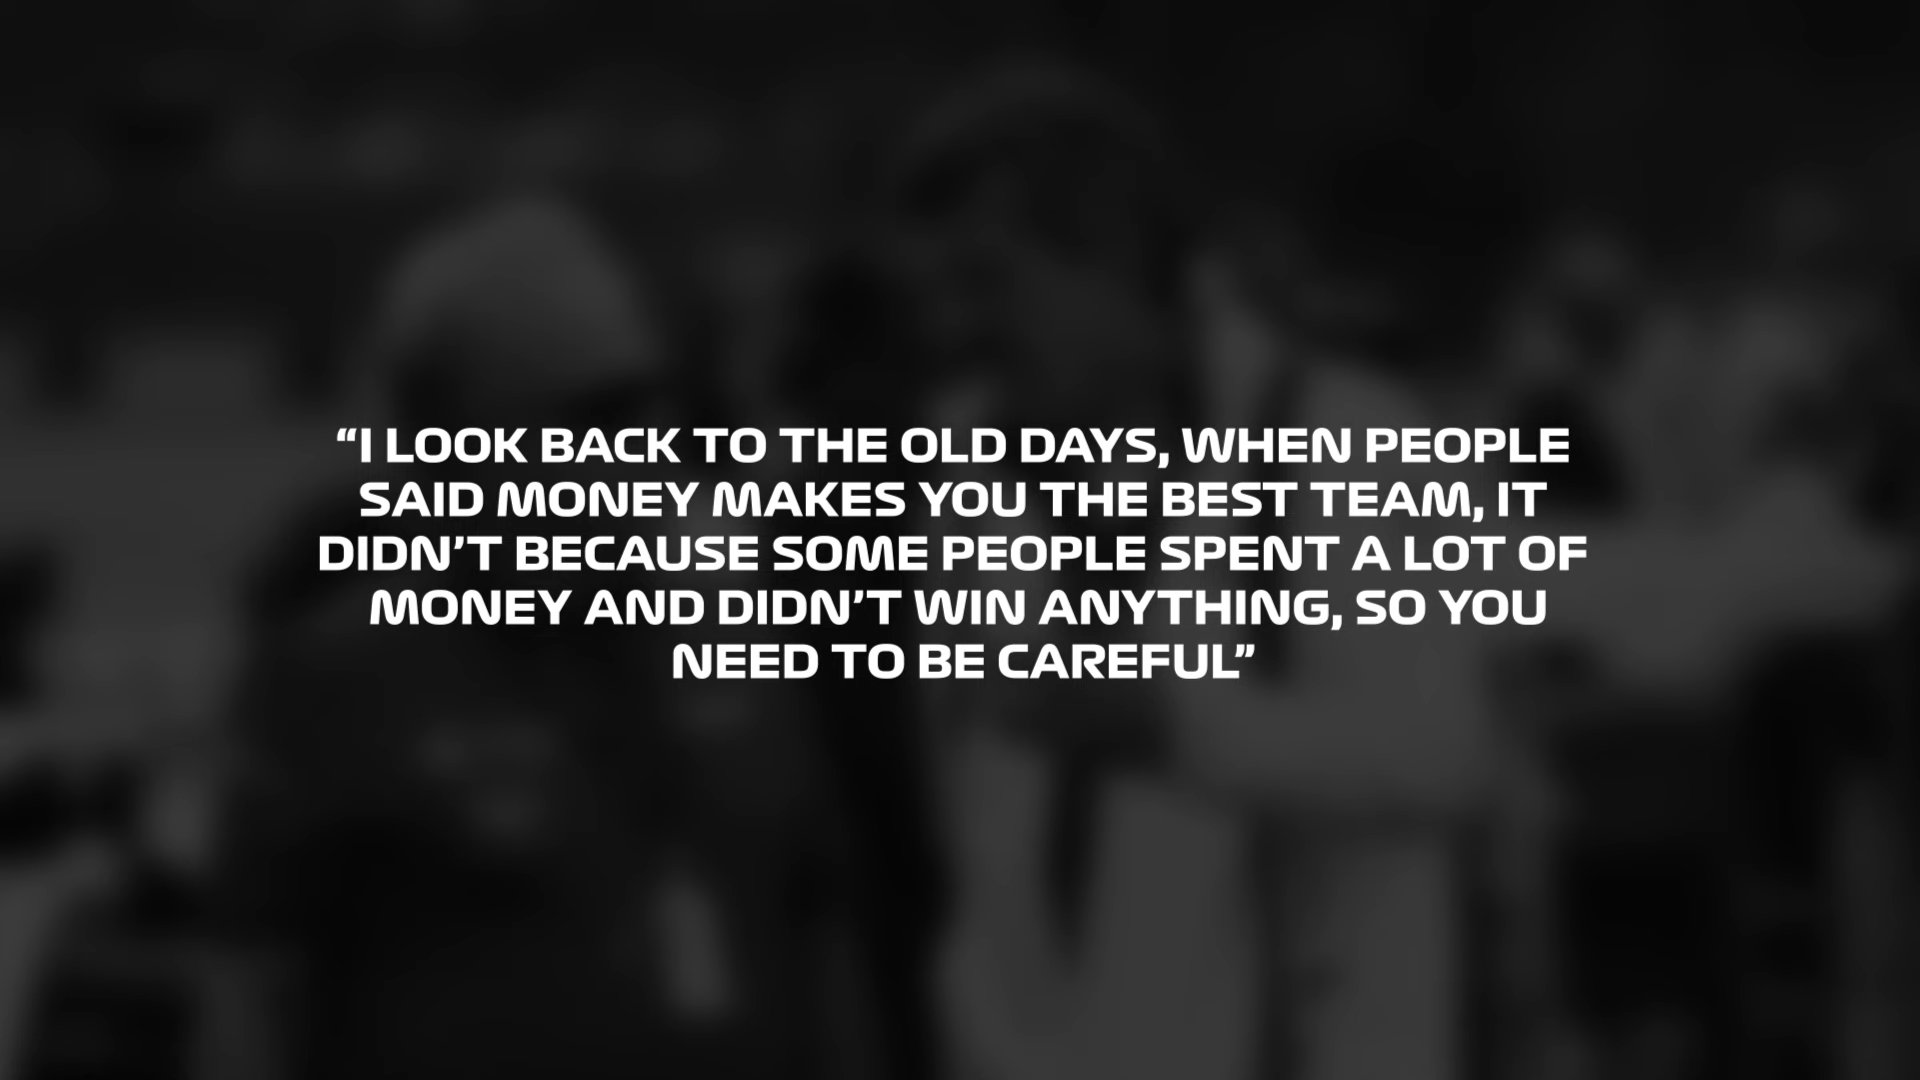 “I LOOK BACK TO THE OLD DAYS, WHEN PEOPLE
SAID MONEY MAKES YOU THE BEST TEAM, IT
DIDN’T BECAUSE SOME PEOPLE SPENT A LOT OF
MONEY AND DIDN’T WIN ANYTHING, SO YOU
NEED TO BE CAREFUL”